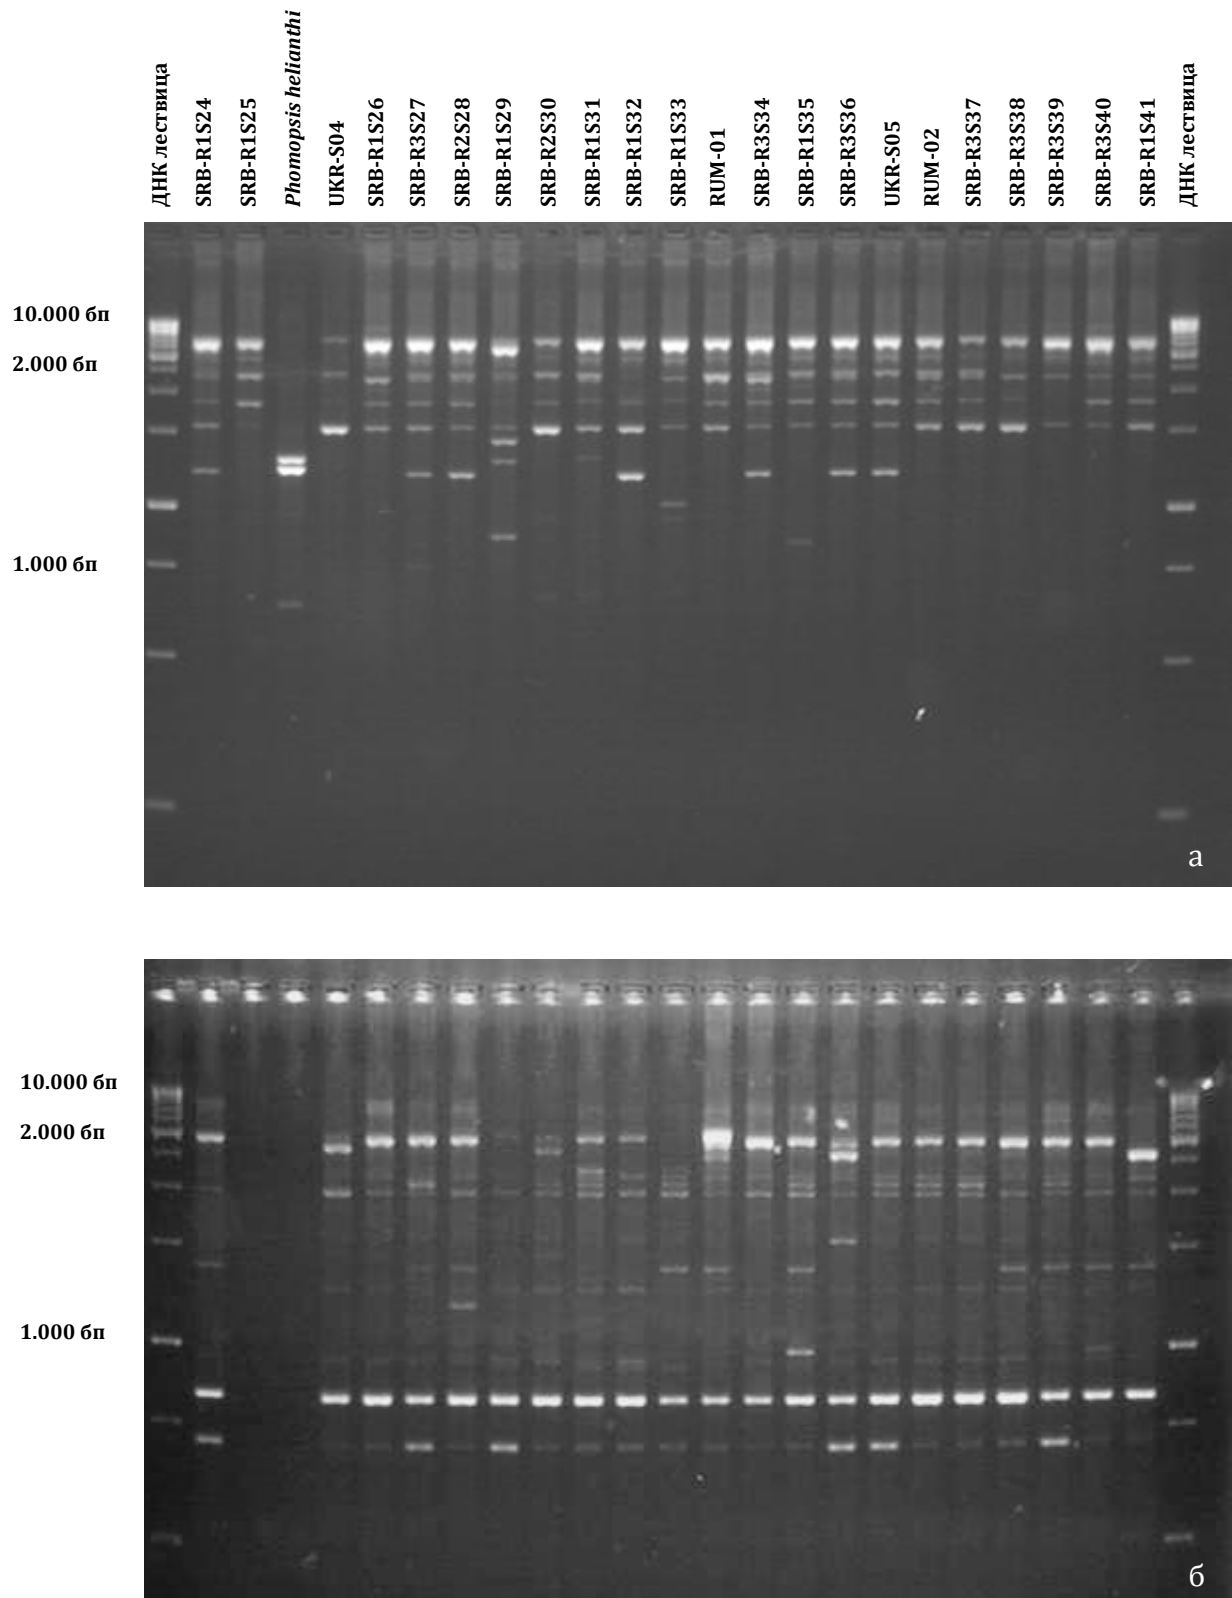 ДНК лествица
SRB-R1S24
SRB-R1S25
Phomopsis helianthi
UKR-S04
SRB-R1S26
SRB-R3S27
SRB-R2S28
SRB-R1S29
SRB-R2S30
SRB-R1S31
SRB-R1S32
SRB-R1S33
RUM-01
SRB-R3S34
SRB-R1S35
SRB-R3S36
UKR-S05
RUM-02
SRB-R3S37
SRB-R3S38
SRB-R3S39
SRB-R3S40
SRB-R1S41
ДНК лествица
10.000 бп
2.000 бп
1.000 бп
а
10.000 бп
2.000 бп
1.000 бп
б